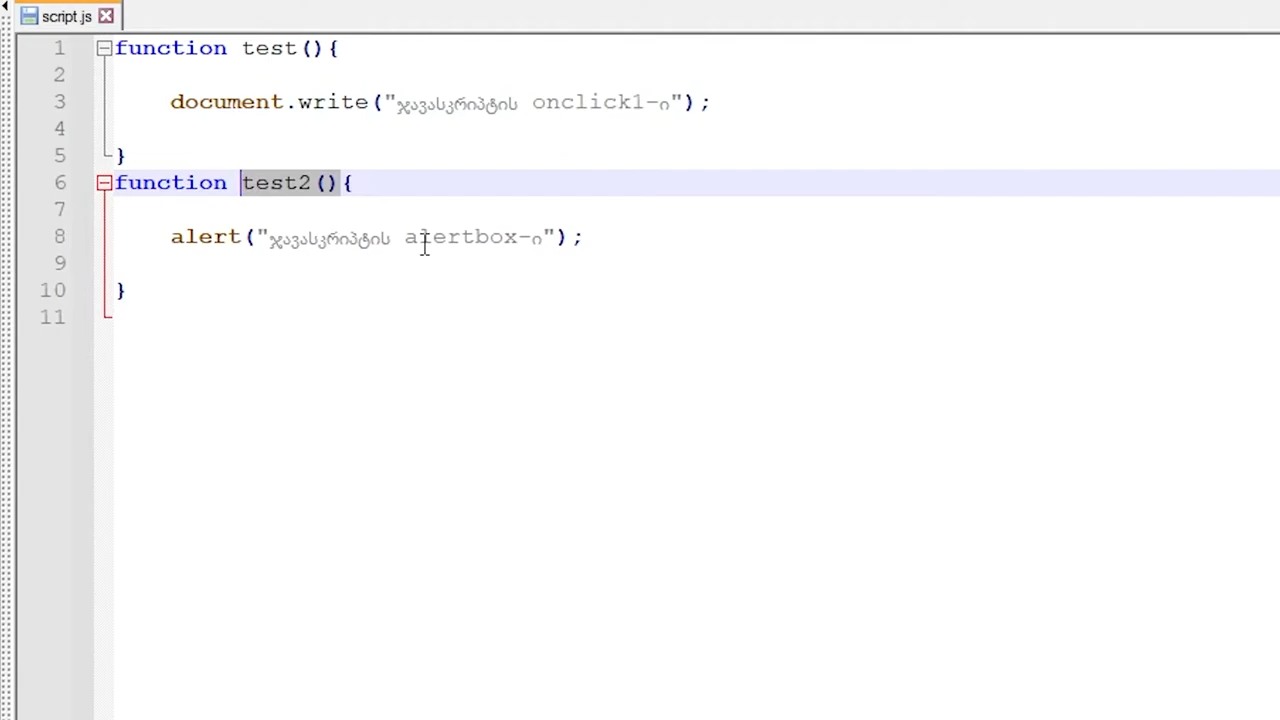 script.js
1 function test(){
2
3 document.write("ჯავასკრიპტის onclick1-ი");
4
5 }
6 function test2(){
7
8 alert("ჯავასკრიპტის alertbox-ი");
9
10 }
11